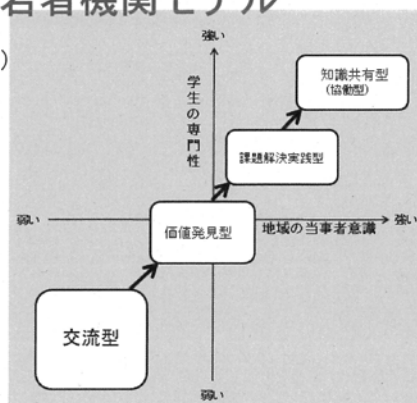 若者機関モデル
)
強い
学生の専門性
知識共有型
(協働型)
課題解決実践型
弱い
価値発見型
地域の当事者意識
強い
交流型
弱い